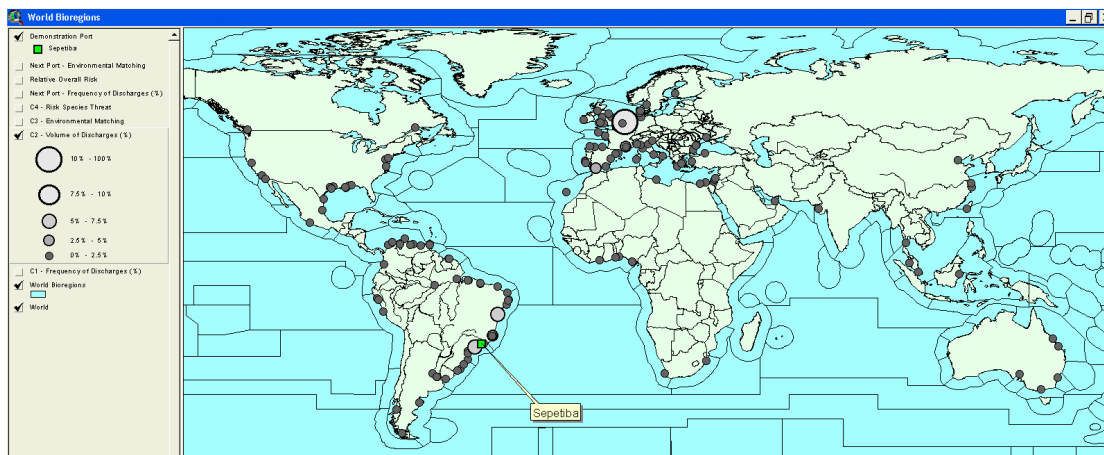 World Bioregions
Demonstration Port
Sepetiba
Next Port - Environmental Matching
Relative Overall Risk
Next Port - Frequency of Discharges (%)
C4 - Risk Species Threat
C3 - Environmental Matching
C2 - Volume of Discharges (%)
10% - 100%
7.5% - 10%
5% - 7.5%
2.5% - 5%
0% - 2.5%
C1 - Frequency of Discharges (%)
World Bioregions
World
Sepetiba